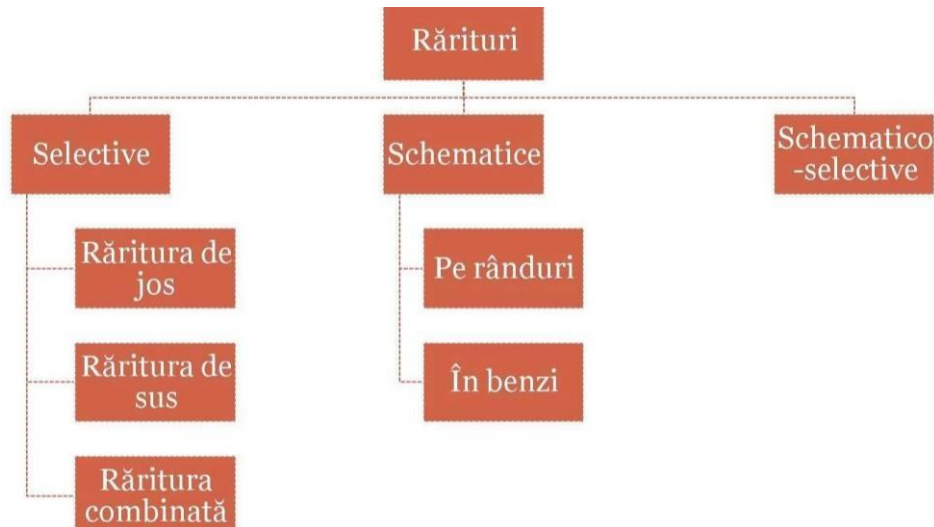 Rărituri
Selective
Schematice
Schematico
-selective
Răritura de
jos
Pe rânduri
Răritura de
sus
În benzi
Răritura
combinată